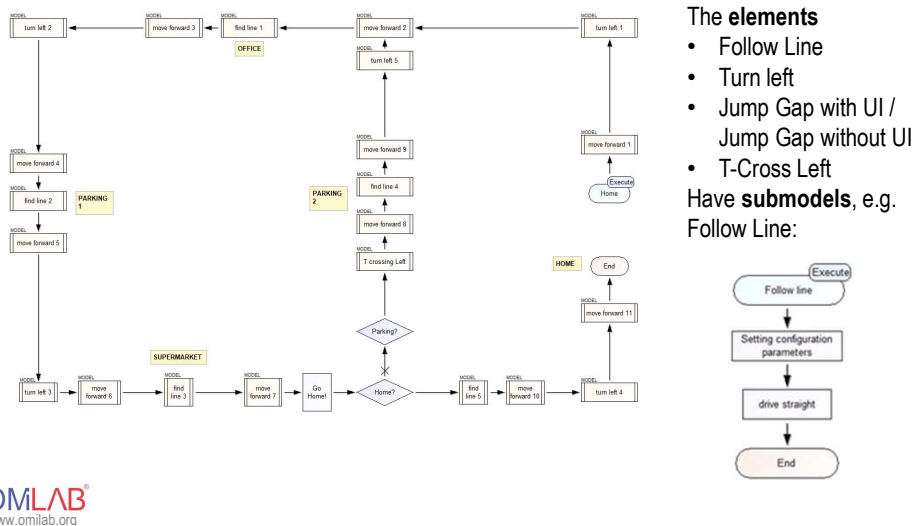 MODEL
turn left 2
MODEL
move forward 3
MODEL
find line 1
MODEL
move forward 2
MODEL
turn left 1
OFFICE
MODEL
turn left 5
MODEL
move forward 4
MODEL
find line 2
PARKING
1
MODEL
move forward 5
MODEL
move forward 9
MODEL
find line 4
PARKING
2
MODEL
move forward 8
MODEL
T crossing Left
MODEL
move forward 1
Execute
Home
HOME
End
MODEL
move forward 11
Parking?
SUPERMARKET
MODEL
turn left 3
MODEL
move
forward 6
MODEL
find
line 3
MODEL
move
forward 7
Go
Home!
Home?
MODEL
find
line 5
MODEL
move
forward 10
MODEL
turn left 4
The elements
• Follow Line
• Turn left
• Jump Gap with UI /
Jump Gap without UI
• T-Cross Left
Have submodels, e.g.
Follow Line:
Execute
Follow line
Setting configuration
parameters
drive straight
End
OMiLAB®
www.omilab.org